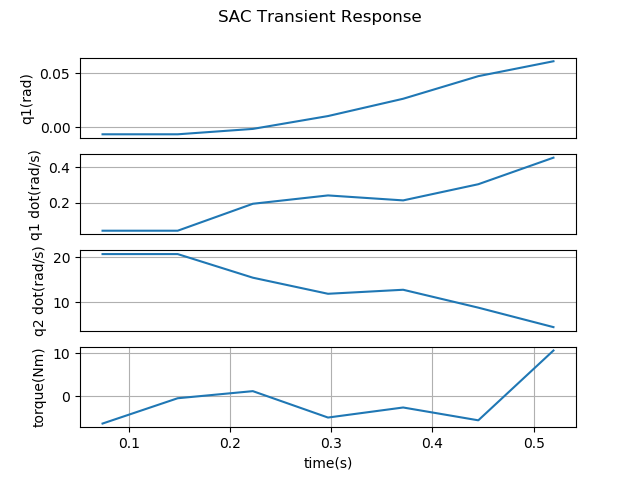 SAC Transient Response
q1(rad)
0.05
0.00
q1 dot(rad/s)
0.4
0.2
q2 dot(rad/s)
20
10
torque(Nm)
10
0
0.1 0.2 0.3 0.4 0.5
time(s)